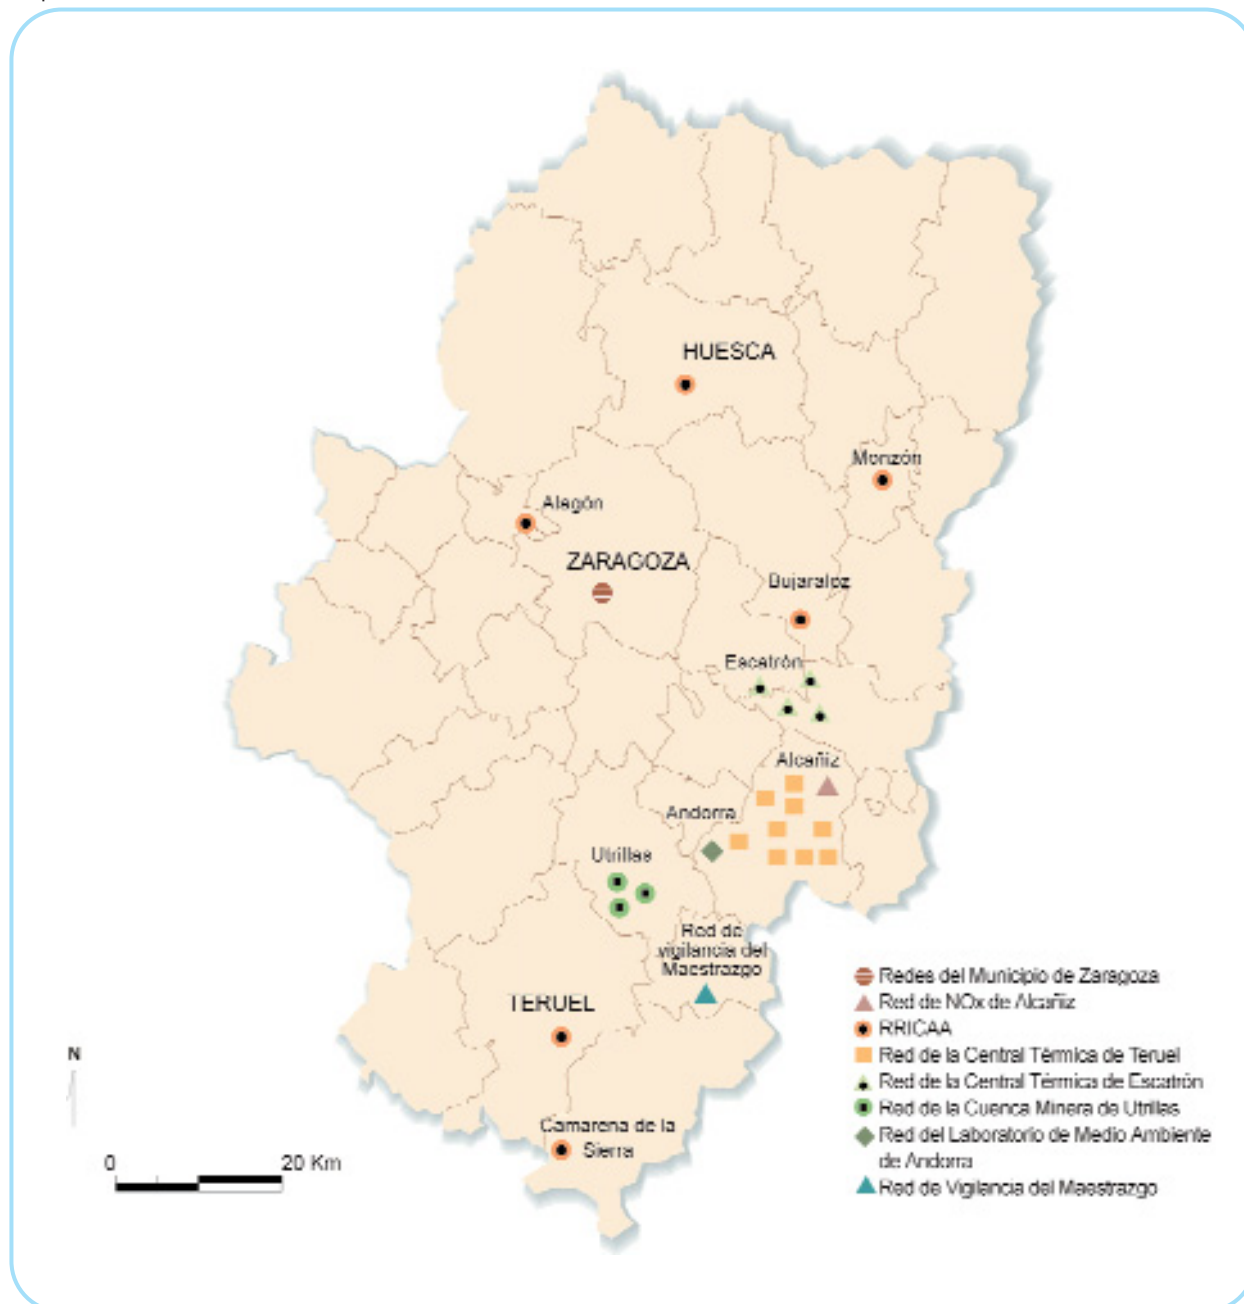 HUESCA
Monzón
Alagón
ZARAGOZA
Bujaraloz
Escatrón
Alcañiz
Andorra
Utrillas
Red de
vigilancia del
Maestrazgo
TERUEL
Camarena de la
Sierra
N
0 20 Km
Redes del Municipio de Zaragoza
Red de NOx de Alcañiz
RRICAA
Red de la Central Térmica de Teruel
Red de la Central Térmica de Escatrón
Red de la Cuenca Minera de Utrillas
Red del Laboratorio de Medio Ambiente
de Andorra
Red de Vigilancia del Maestrazgo